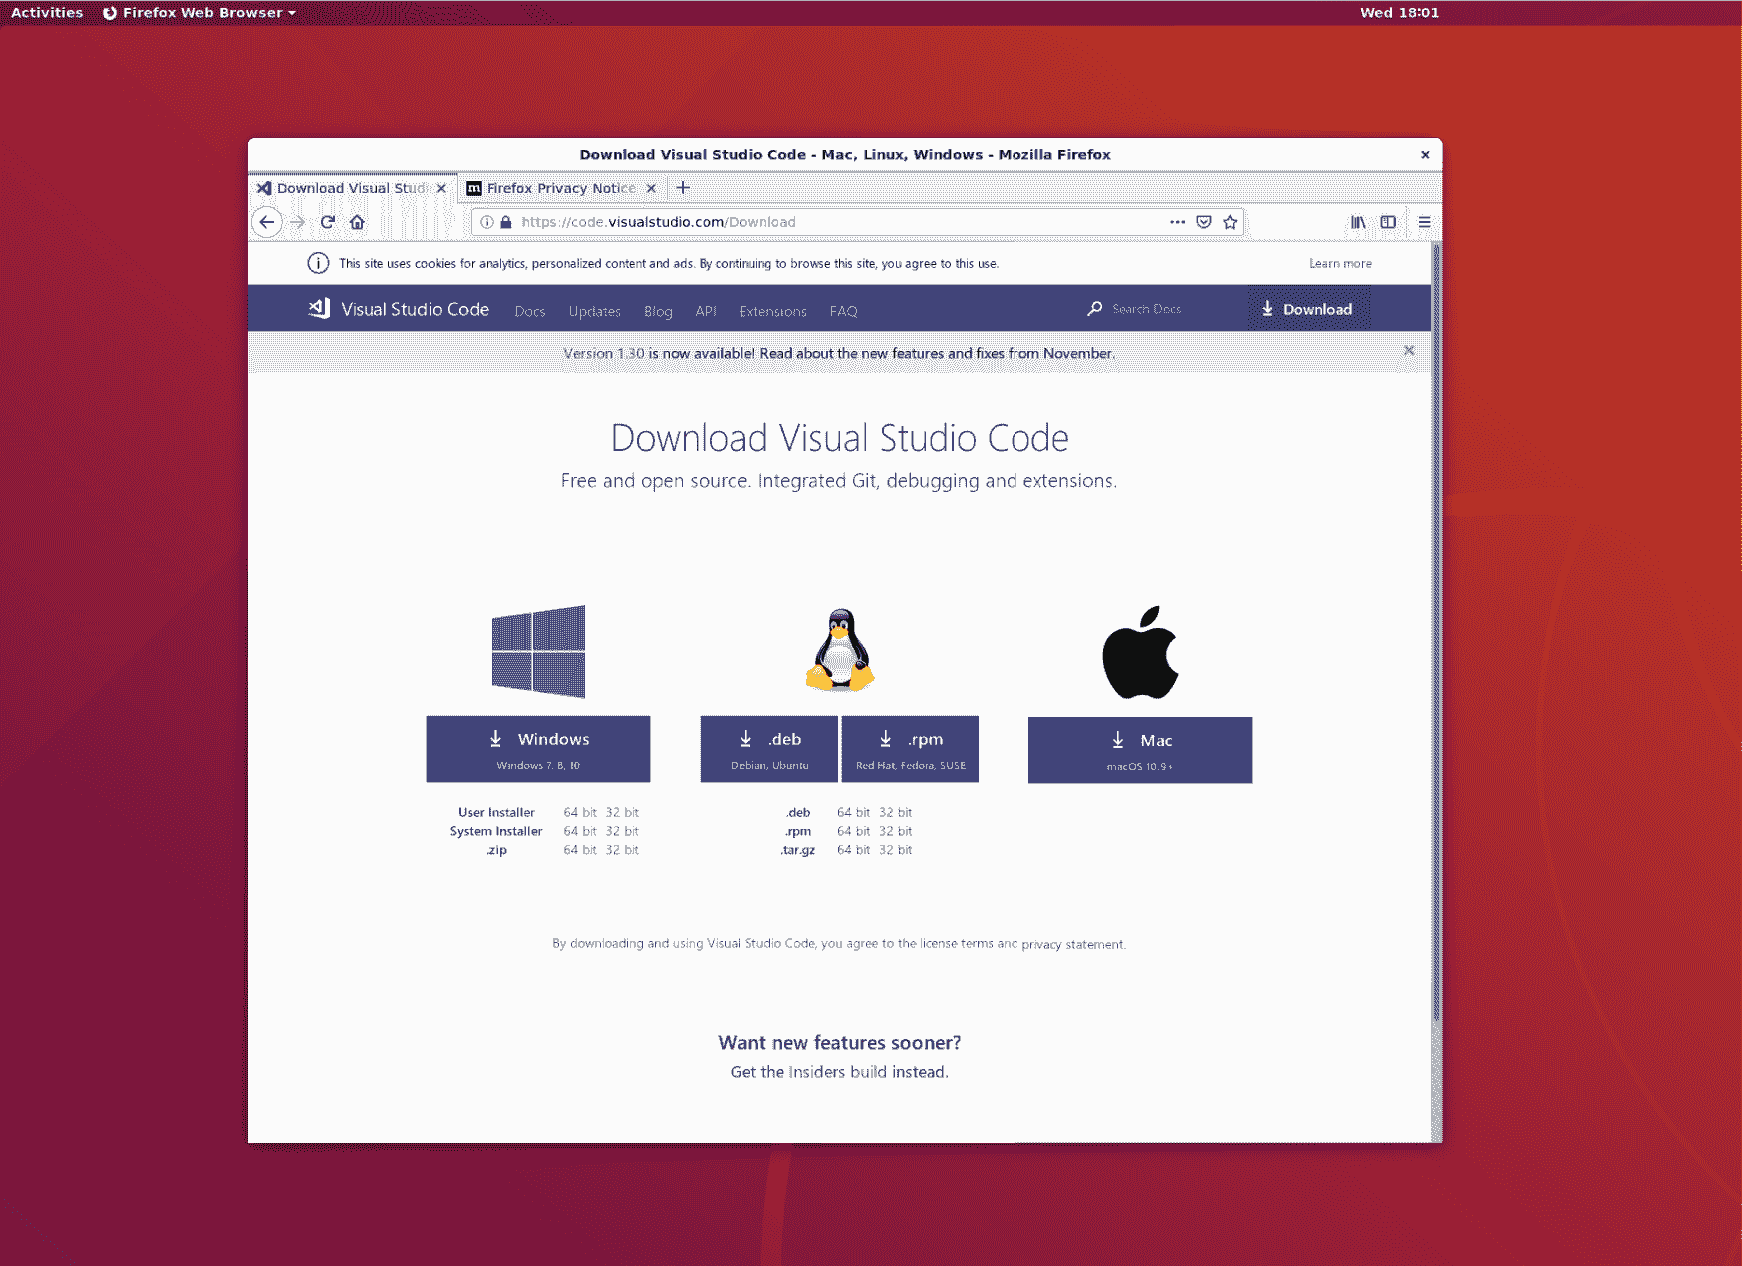 Activities Firefox Web Browser Wed 18:01
Download Visual Studio Code - Mac, Linux, Windows - Mozilla Firefox
Download Visual Stud Firefox Privacy Notice
https://code.visualstudio.com/Download
This site uses cookies for analytics, personalized content and ads. By continuing to browse this site, you agree to this use. Learn more
Visual Studio Code Docs Updates Blog API Extensions FAQ Search Docs Download
Version 1.30 is now available! Read about the new features and fixes from November.
Download Visual Studio Code
Free and open source. Integrated Git, debugging and extensions.
Windows .deb .rpm Mac
Windows 7, 8, 10 Debian, Ubuntu Red Hat, Fedora, SUSE macOS 10.9+
User Installer 64 bit 32 bit .deb 64 bit 32 bit
System Installer 64 bit 32 bit .rpm 64 bit 32 bit
.zip 64 bit 32 bit .tar.gz 64 bit 32 bit
By downloading and using Visual Studio Code, you agree to the license terms and privacy statement.
Want new features sooner?
Get the Insiders build instead.